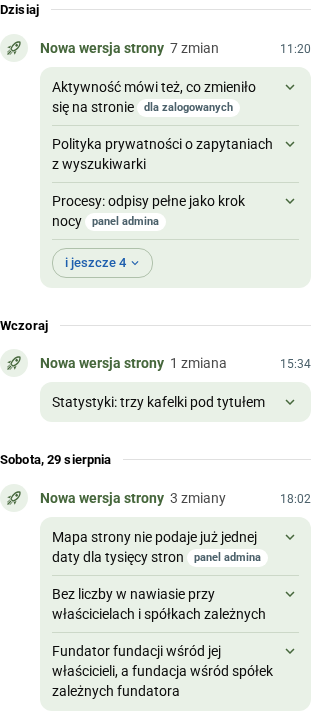 Dzisiaj
Nowa wersja strony 7 zmian 11:20
Aktywność mówi też, co zmieniło
się na stronie dla zalogowanych
Polityka prywatności o zapytaniach
z wyszukiwarki
Procesy: odpisy pełne jako krok
nocy panel admina
i jeszcze 4
Wczoraj
Nowa wersja strony 1 zmiana 15:34
Statystyki: trzy kafelki pod tytułem
Sobota, 29 sierpnia
Nowa wersja strony 3 zmiany 18:02
Mapa strony nie podaje już jednej
daty dla tysięcy stron panel admina
Bez liczby w nawiasie przy
właścicielach i spółkach zależnych
Fundator fundacji wśród jej
właścicieli, a fundacja wśród spółek
zależnych fundatora